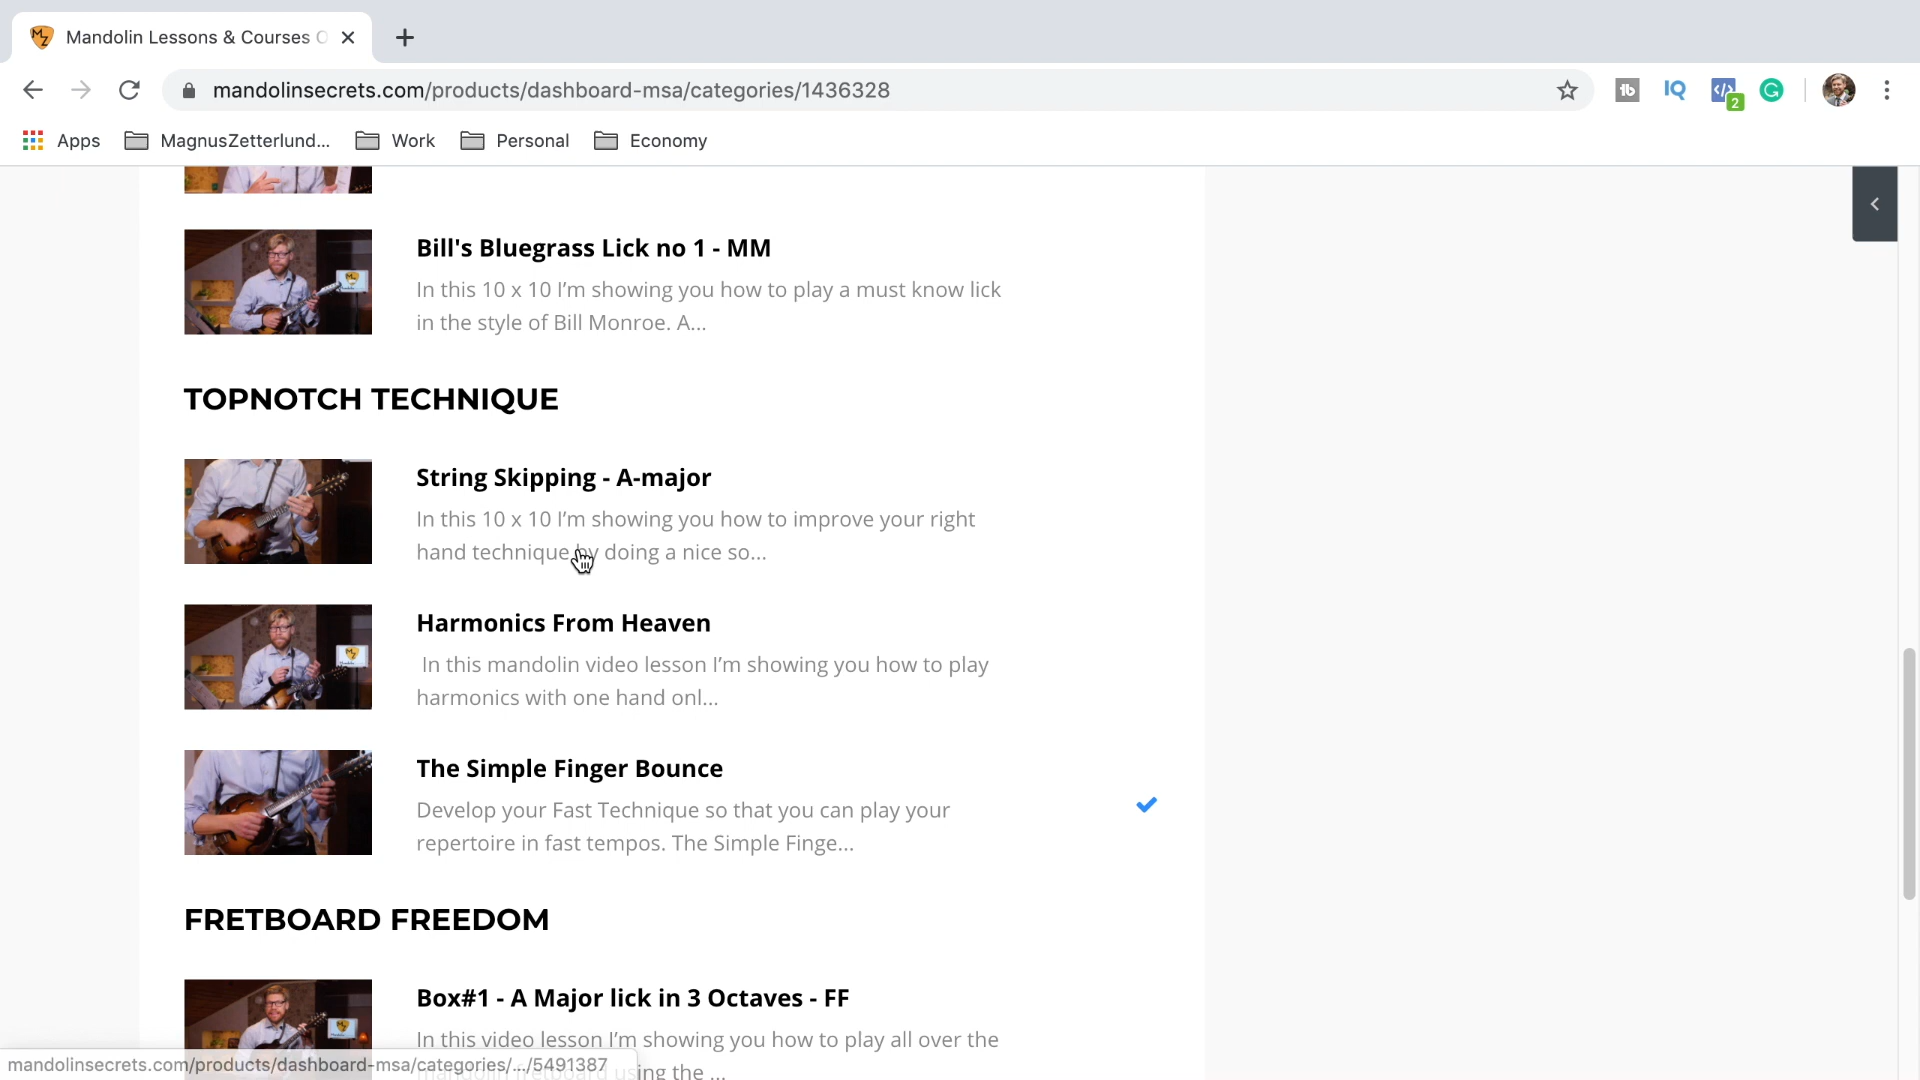 Mandolin Lessons & Courses O
mandolinsecrets.com/products/dashboard-msa/categories/1436328
2
Apps
MagnusZetterlund...
Work
Personal
Economy
Bill's Bluegrass Lick no 1 - MM
In this 10 x 10 I'm showing you how to play a must know lick
in the style of Bill Monroe. A...
TOPNOTCH TECHNIQUE
String Skipping - A-major
In this 10 x 10 I'm showing you how to improve your right
hand technique by doing a nice so...
Harmonics From Heaven
In this mandolin video lesson I'm showing you how to play
harmonics with one hand onl...
The Simple Finger Bounce
Develop your Fast Technique so that you can play your
repertoire in fast tempos. The Simple Finge...
FRETBOARD FREEDOM
Box#1 - A Major lick in 3 Octaves - FF
In this video lesson I'm showing you how to play all over the
mandolin fretboard using the ...
mandolinsecrets.com/products/dashboard-msa/categories/.../5491387